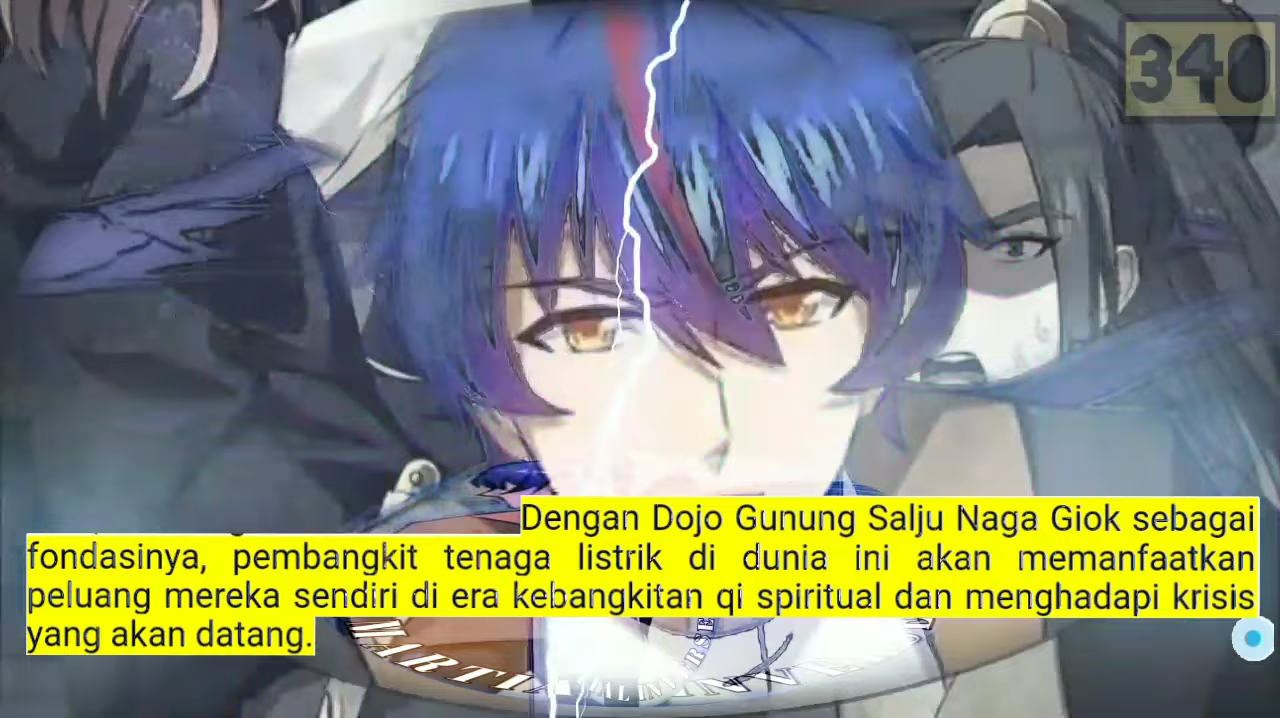 340
Dengan Dojo Gunung Salju Naga Giok sebagai
fondasinya, pembangkit tenaga listrik di dunia ini akan memanfaatkan
peluang mereka sendiri di era kebangkitan qi spiritual dan menghadapi krisis
yang akan datang.
MARTI